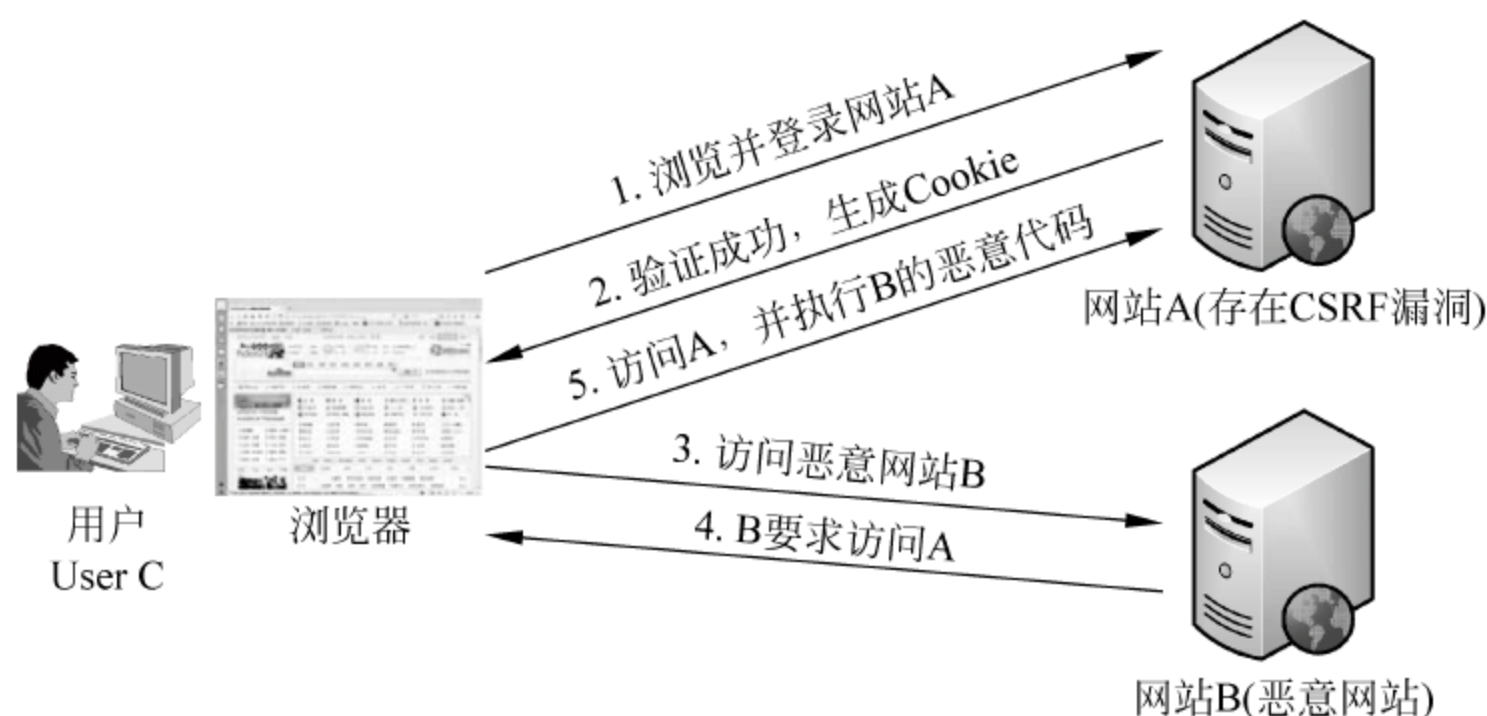 1. 浏览并登录网站A
2. 验证成功，生成Cookie
5. 访问A，并执行B的恶意代码
网站A(存在CSRF漏洞)
3. 访问恶意网站B
4. B要求访问A
用户
User C
浏览器
网站B(恶意网站)